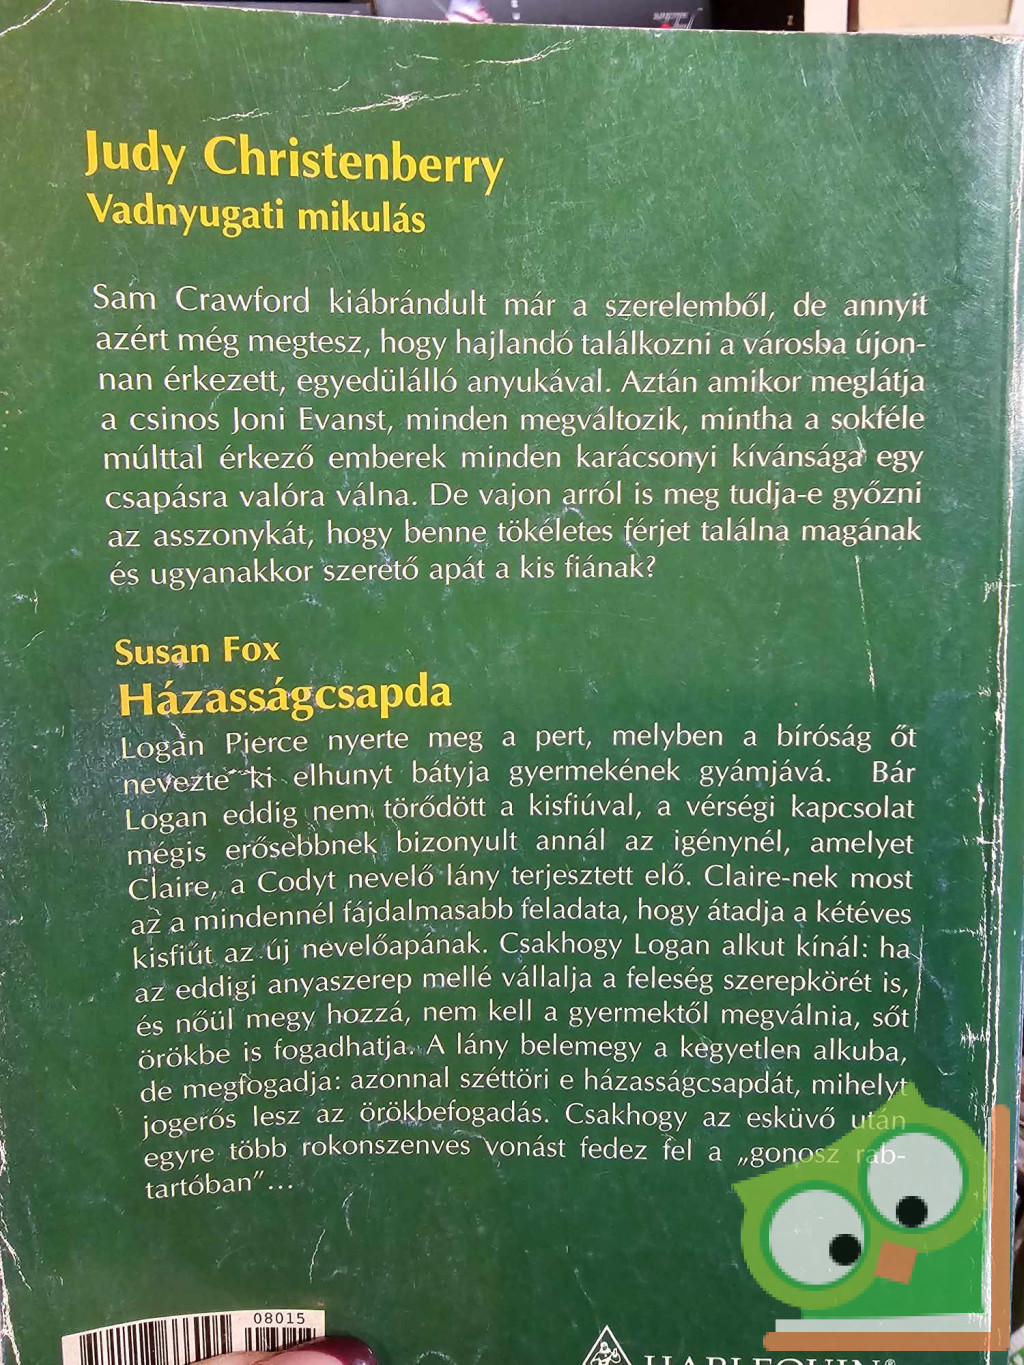 Judy Christenberry
Vadnyugati mikulás
Sam Crawford kiábrándult már a szerelemből, de annyit
azért még megtesz, hogy hajlandó találkozni a városba újon-
nan érkezett, egyedülálló anyukával. Aztán amikor meglátja
a csinos Joni Evanst, minden megváltozik, mintha a sokféle
múlttal érkező emberek minden karácsonyi kívánsága egy
csapásra valóra válna. De vajon arról is meg tudja-e győzni
az asszonykát, hogy benne tökéletes férjet találna magának
és ugyanakkor szerető apát a kis fiának?
Susan Fox
Házasságcsapda
Logan Pierce nyerte meg a pert, melyben a bíróság őt
nevezte ki elhunyt bátyja gyermekének gyámjává. Bár
Logan eddig nem törődött a kisfiúval, a vérségi kapcsolat
mégis erősebbnek bizonyult annál az igénynél, amelyet
Claire, a Codyt nevelő lány terjesztett elő. Claire-nek most
az a mindennél fájdalmasabb feladata, hogy átadja a kétéves
kisfiút az új nevelőapának. Csakhogy Logan alkut kínál: ha
az eddigi anyaszerep mellé vállalja a feleség szerepkörét is,
és nőül megy hozzá, nem kell a gyermektől megválnia, sőt
örökbe is fogadhatja. A lány belemegy a kegyetlen alkuba,
de megfogadja: azonnal széttöri e házasságcsapdát, mihelyt
jogerős lesz az örökbefogadás. Csakhogy az esküvő után
egyre több rokonszenves vonást fedez fel a „gonosz rab-
tartóban”...
08015
HARLEQUIN®